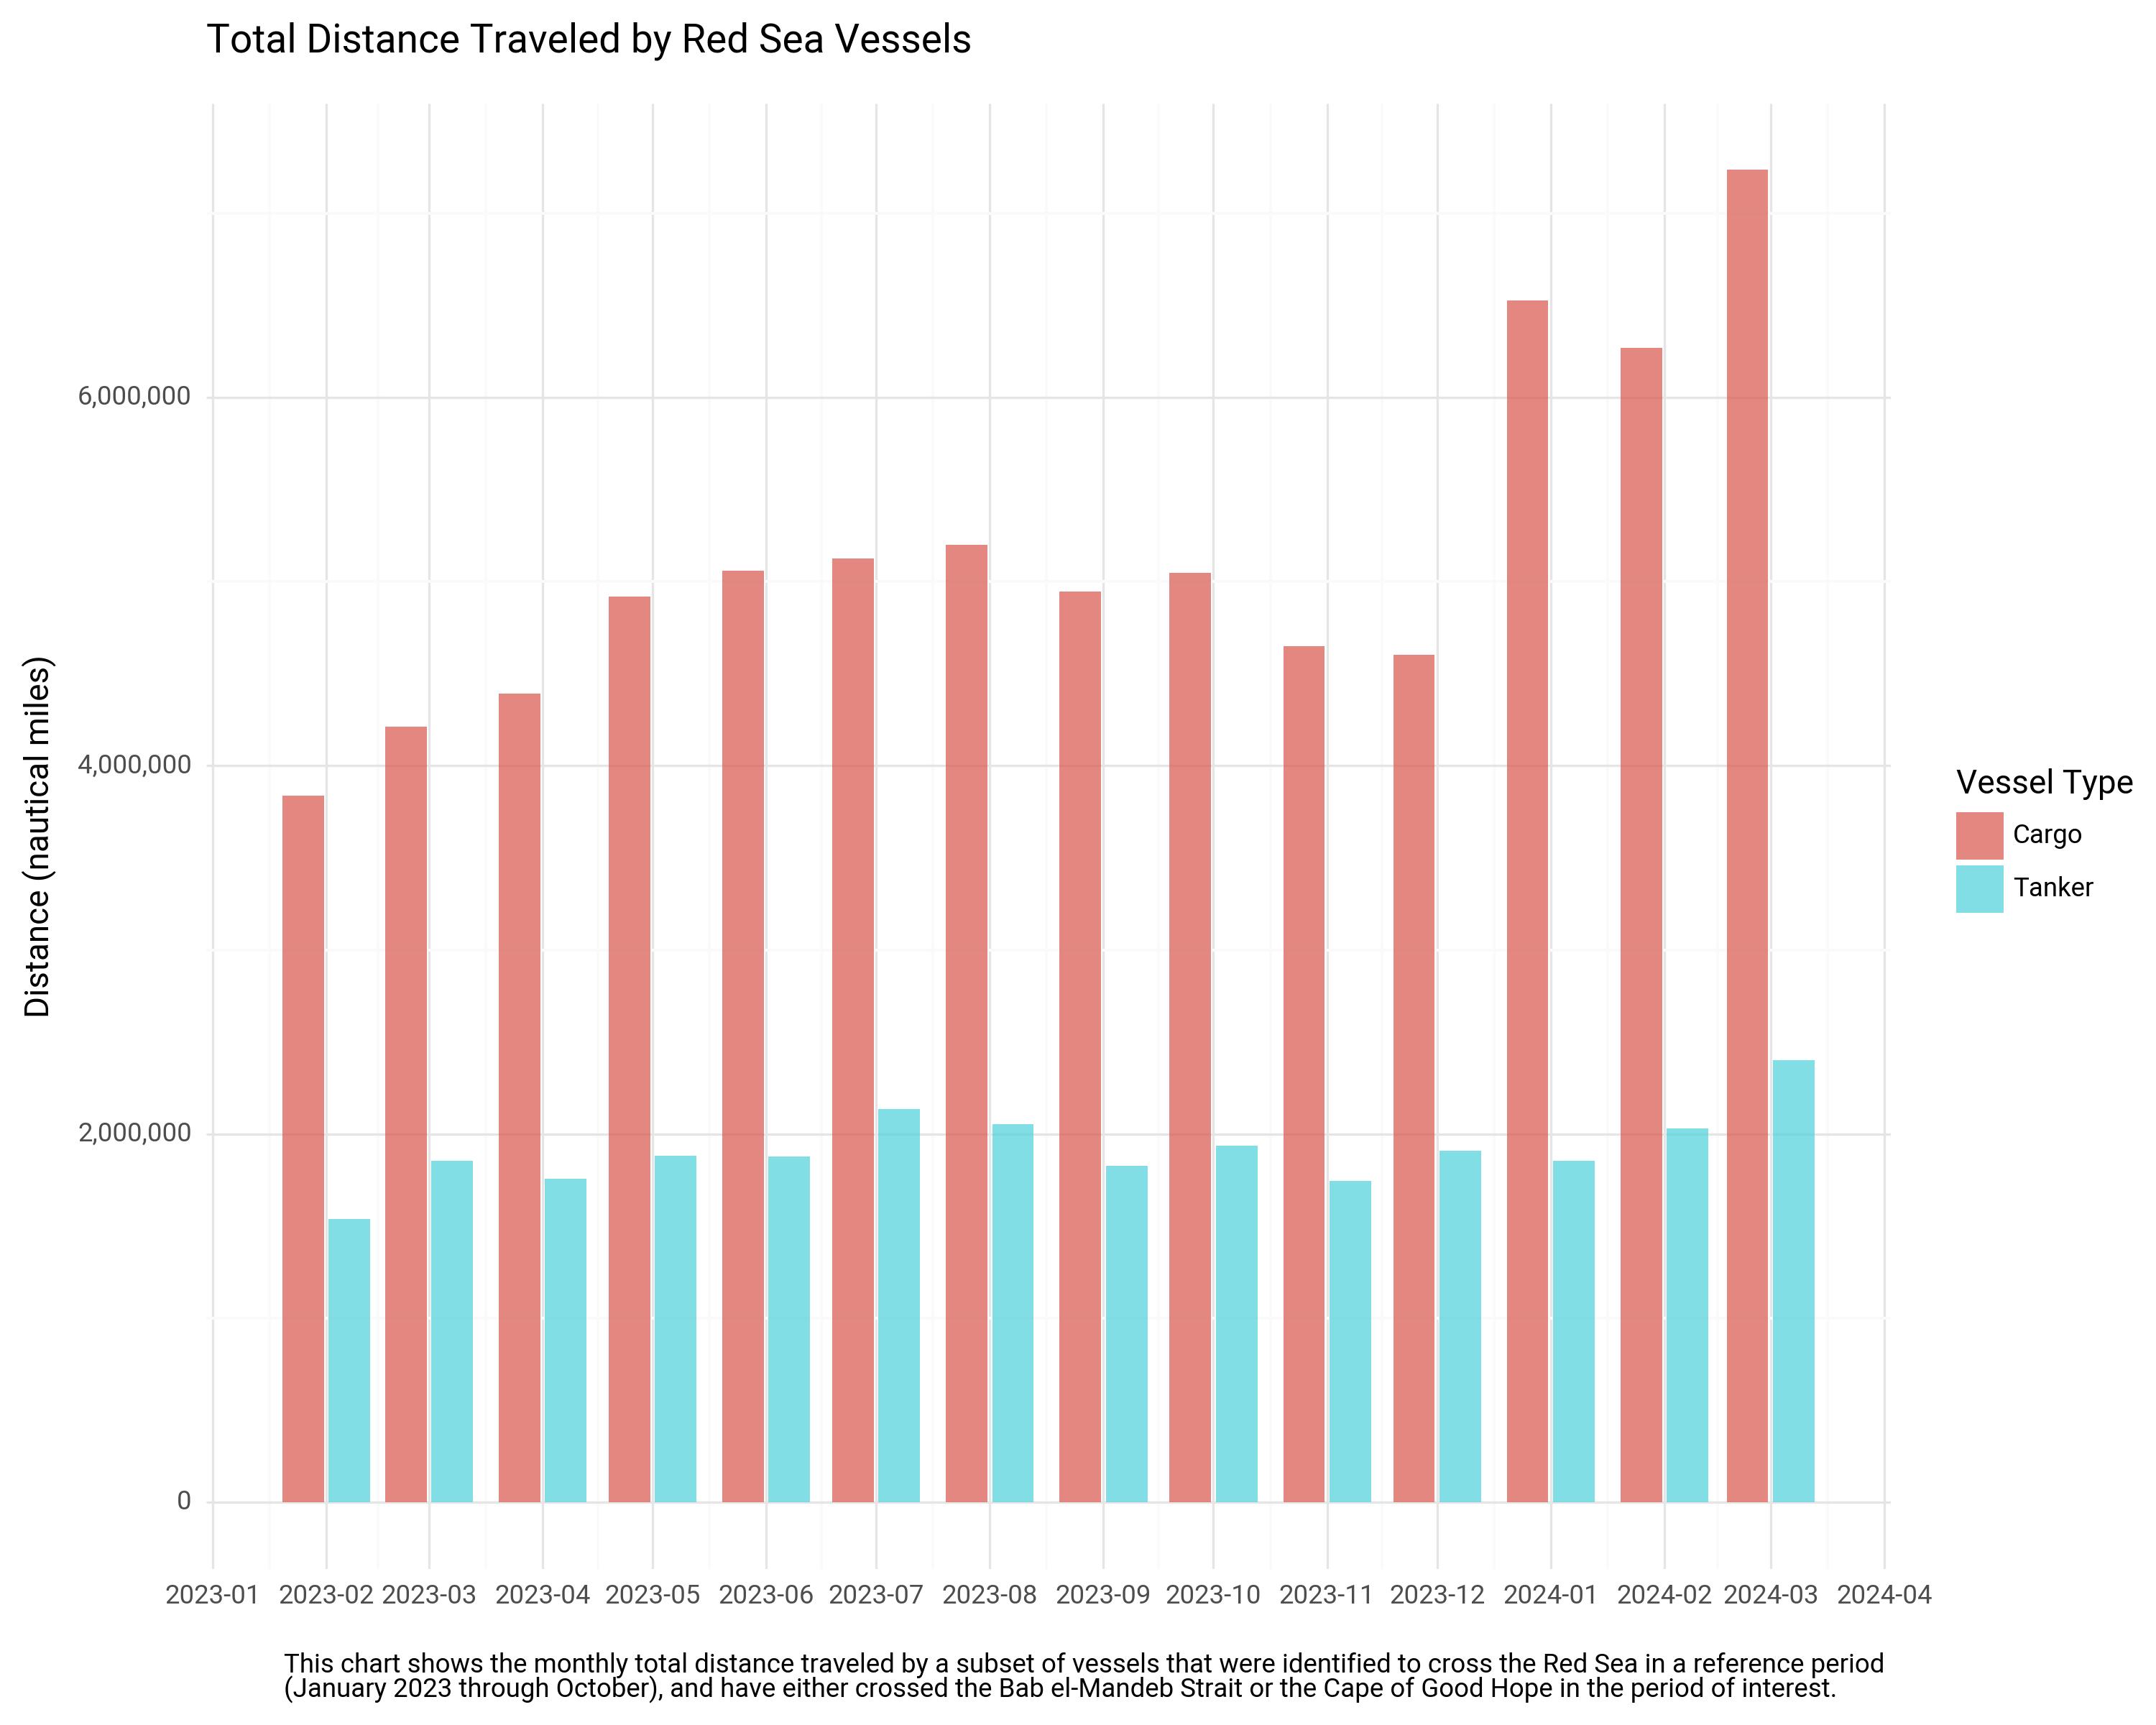 Total Distance Traveled by Red Sea Vessels
Distance (nautical miles)
6,000,000
4,000,000
2,000,000
0
2023-01 2023-02 2023-03 2023-04 2023-05 2023-06 2023-07 2023-08 2023-09 2023-10 2023-11 2023-12 2024-01 2024-02 2024-03 2024-04
Vessel Type
Cargo
Tanker
This chart shows the monthly total distance traveled by a subset of vessels that were identified to cross the Red Sea in a reference period
(January 2023 through October), and have either crossed the Bab el-Mandeb Strait or the Cape of Good Hope in the period of interest.